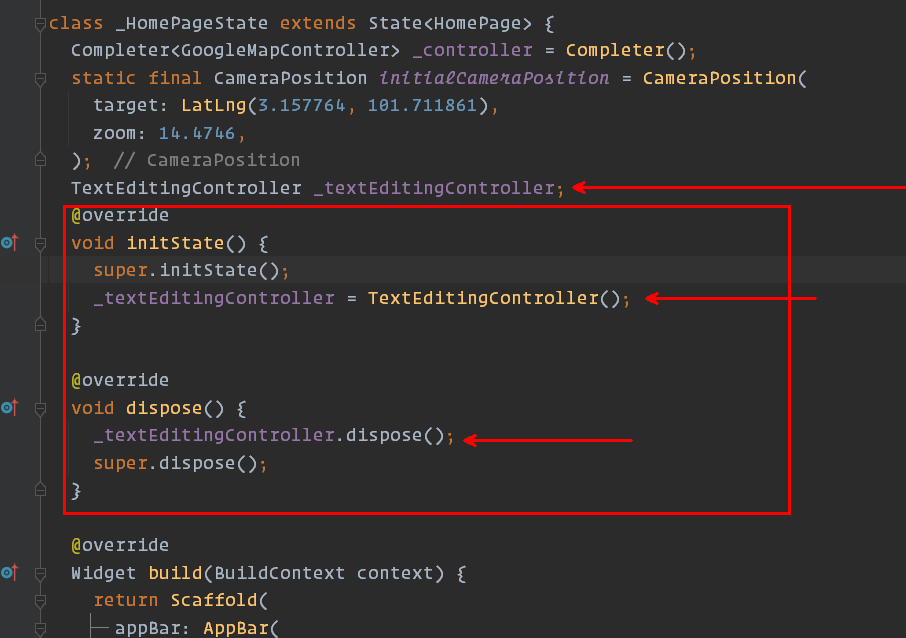 class _HomePageState extends State<HomePage> {
Completer<GoogleMapController> _controller = Completer();
static final CameraPosition initialCameraPosition = CameraPosition(
target: LatLng(3.157764, 101.711861),
zoom: 14.4746,
); // CameraPosition
TextEditingController _textEditingController;
@override
void initState() {
super.initState();
_textEditingController = TextEditingController();
}
@override
void dispose() {
_textEditingController.dispose();
super.dispose();
}
@override
Widget build(BuildContext context) {
return Scaffold(
appBar: AppBar(